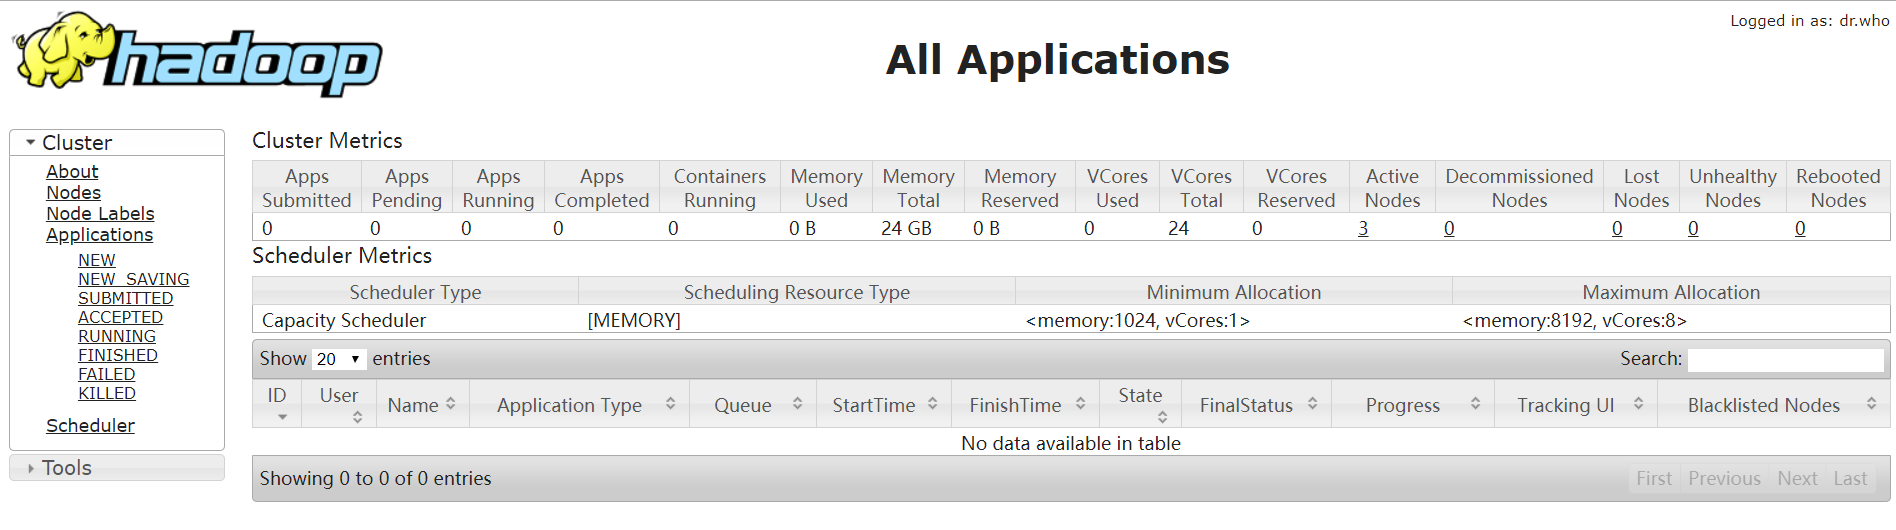 hadoop
Logged in as: dr.who
All Applications
Cluster
About
Nodes
Node Labels
Applications
NEW
NEW_SAVING
SUBMITTED
ACCEPTED
RUNNING
FINISHED
FAILED
KILLED
Scheduler
Tools
Cluster Metrics
Apps Submitted Apps Pending Apps Running Apps Completed Containers Running Memory Used Memory Total Memory Reserved VCores Used VCores Total VCores Reserved Active Nodes Decommissioned Nodes Lost Nodes Unhealthy Nodes Rebooted Nodes
0 0 0 0 0 0 B 24 GB 0 B 0 24 0 3 0 0 0 0
Scheduler Metrics
Scheduler Type Scheduling Resource Type Minimum Allocation Maximum Allocation
Capacity Scheduler [MEMORY] <memory:1024, vCores:1> <memory:8192, vCores:8>
Show 20 entries Search:
ID User Name Application Type Queue StartTime FinishTime State FinalStatus Progress Tracking UI Blacklisted Nodes
No data available in table
Showing 0 to 0 of 0 entries First Previous Next Last